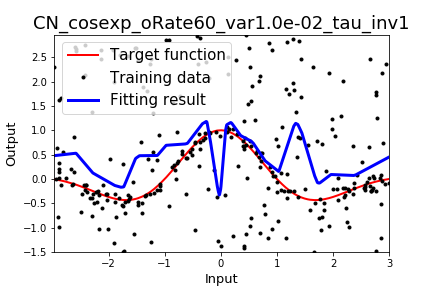 CN_cosexp_oRate60_var1.0e-02_tau_inv1
Target function
Training data
Fitting result
Output
2.5
2.0
1.5
1.0
0.5
0.0
−0.5
−1.0
−1.5
−2
−1
0
1
2
3
Input